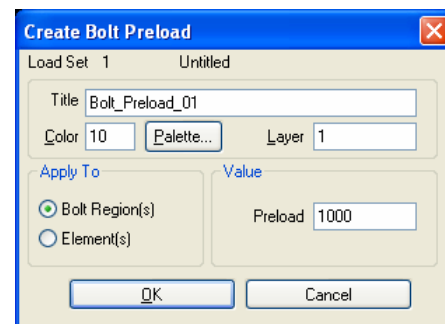 Create Bolt Preload
Load Set 1 Untitled
Title Bolt_Preload_01
Color 10 Palette... Layer 1
Apply To Value
Bolt Region(s)
Preload 1000
Element(s)
OK Cancel